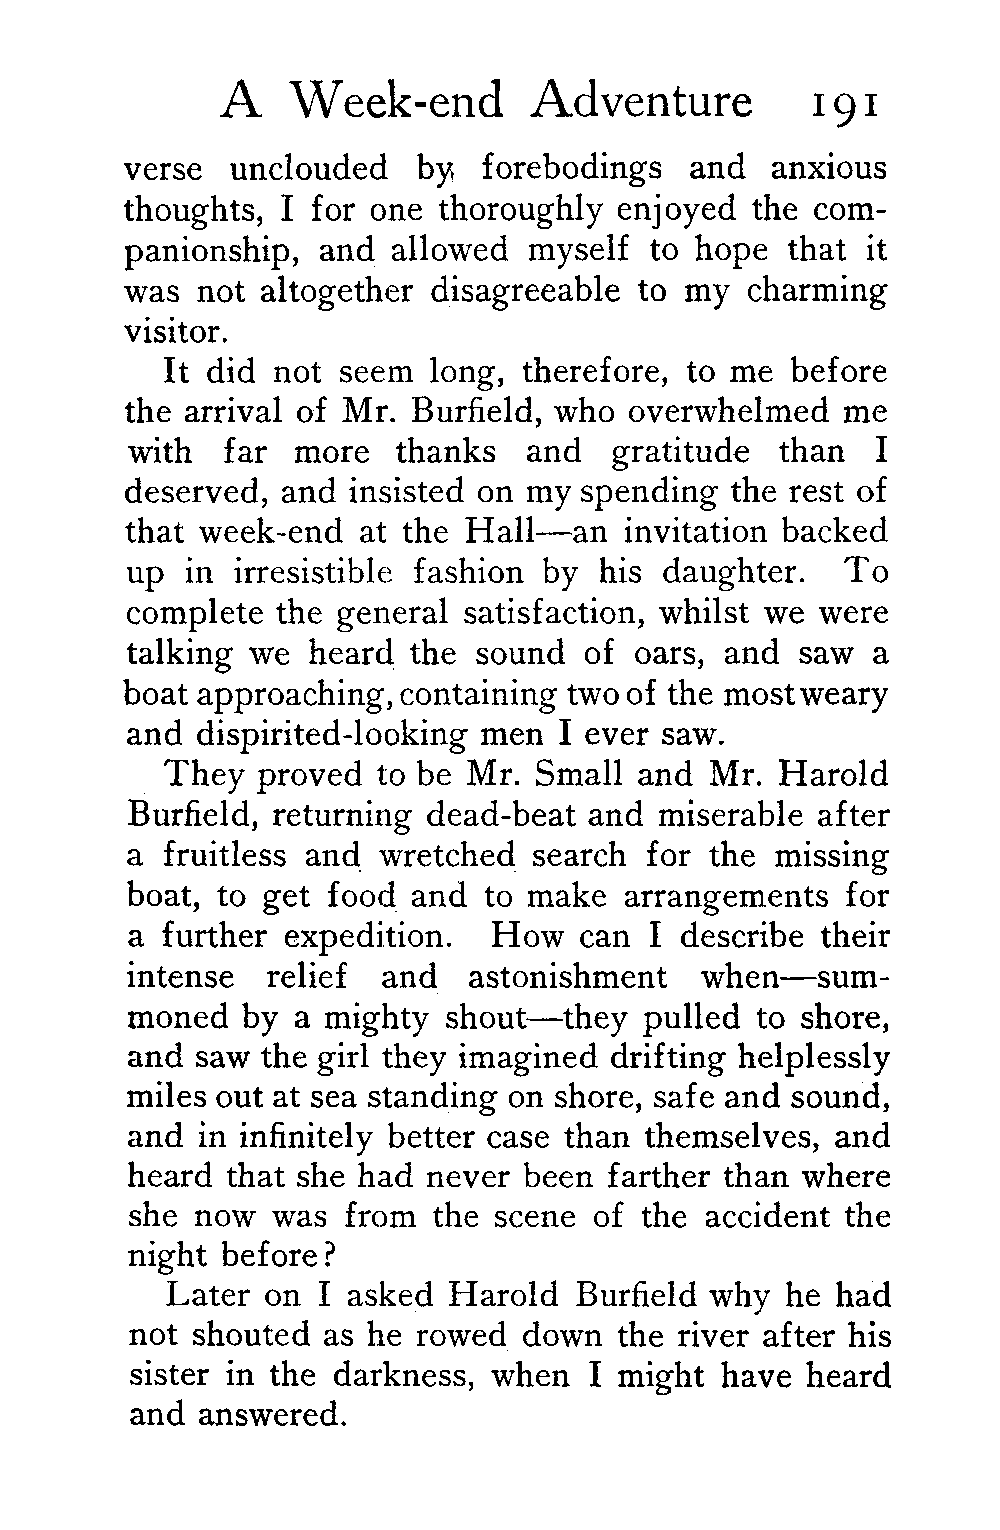 A Week-end Adventure 191
verse unclouded by forebodings and anxious
thoughts, I for one thoroughly enjoyed the com-
panionship, and allowed myself to hope that it
was not altogether disagreeable to my charming
visitor.
It did not seem long, therefore, to me before
the arrival of Mr. Burfield, who overwhelmed me
with far more thanks and gratitude than I
deserved, and insisted on my spending the rest of
that week-end at the Hall—an invitation backed
up in irresistible fashion by his daughter. To
complete the general satisfaction, whilst we were
talking we heard the sound of oars, and saw a
boat approaching, containing two of the most weary
and dispirited-looking men I ever saw.
They proved to be Mr. Small and Mr. Harold
Burfield, returning dead-beat and miserable after
a fruitless and wretched search for the missing
boat, to get food and to make arrangements for
a further expedition. How can I describe their
intense relief and astonishment when—sum-
moned by a mighty shout—they pulled to shore,
and saw the girl they imagined drifting helplessly
miles out at sea standing on shore, safe and sound,
and in infinitely better case than themselves, and
heard that she had never been farther than where
she now was from the scene of the accident the
night before?
Later on I asked Harold Burfield why he had
not shouted as he rowed down the river after his
sister in the darkness, when I might have heard
and answered.